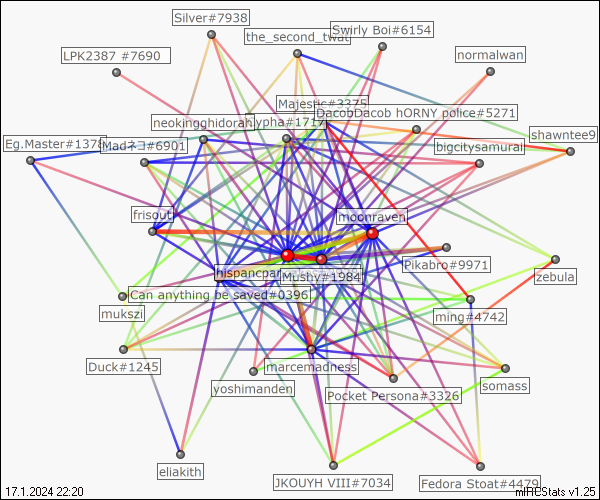 Silver#7938
Swirly Boi#6154
the_second_twat
LPK2387 #7690
normalwan
Majestic#3375
DacobDacob hORNY police#5271
neokingghidorah
ypha#1717
shawntee9
Eg.Master#1378
Madネコ#6901
bigcitysamurai
frisout
moonraven
Pikabro#9971
hispancpan
Mushy#1984
zebula
Can anything be saved#0396
mukszi
ming#4742
Duck#1245
marcemadness
yoshimanden
somass
Pocket Persona#3326
eliakith
JKOUYH VIII#7034
Fedora Stoat#4479
17.1.2024 22:20
mIRCStats v1.25